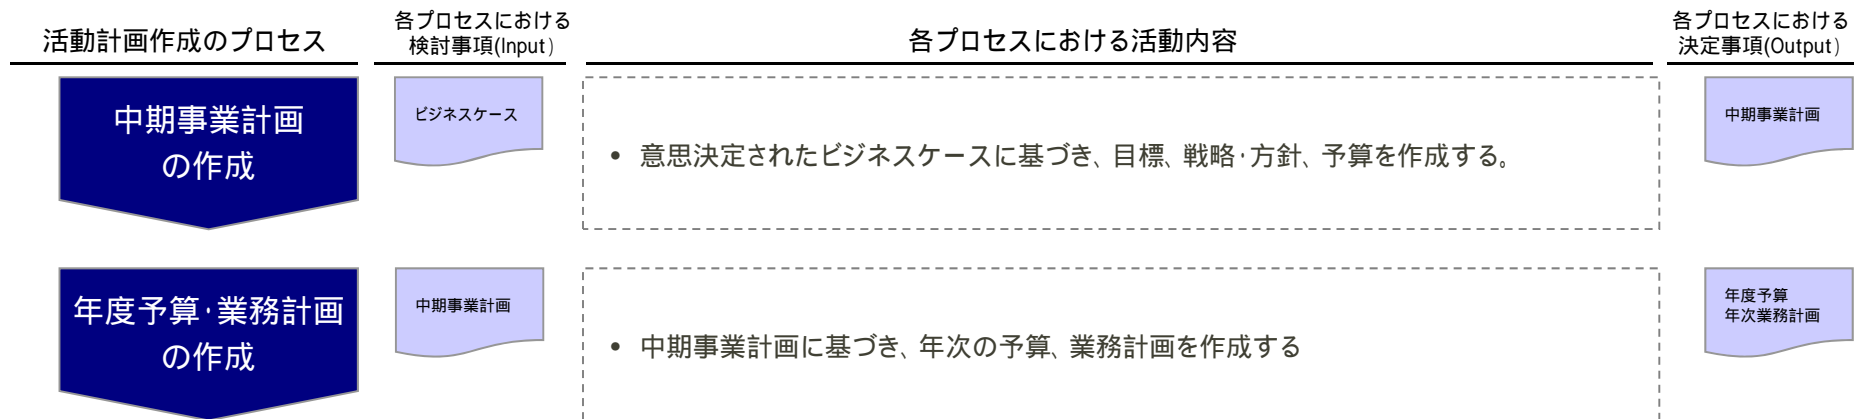 活動計画作成のプロセス
各プロセスにおける
検討事項(Input)
各プロセスにおける活動内容
各プロセスにおける
決定事項(Output)
中期事業計画
の作成
ビジネスケース
• 意思決定されたビジネスケースに基づき、目標、戦略・方針、予算を作成する。
中期事業計画
年度予算・業務計画
の作成
中期事業計画
• 中期事業計画に基づき、年次の予算、業務計画を作成する
年度予算
年次業務計画